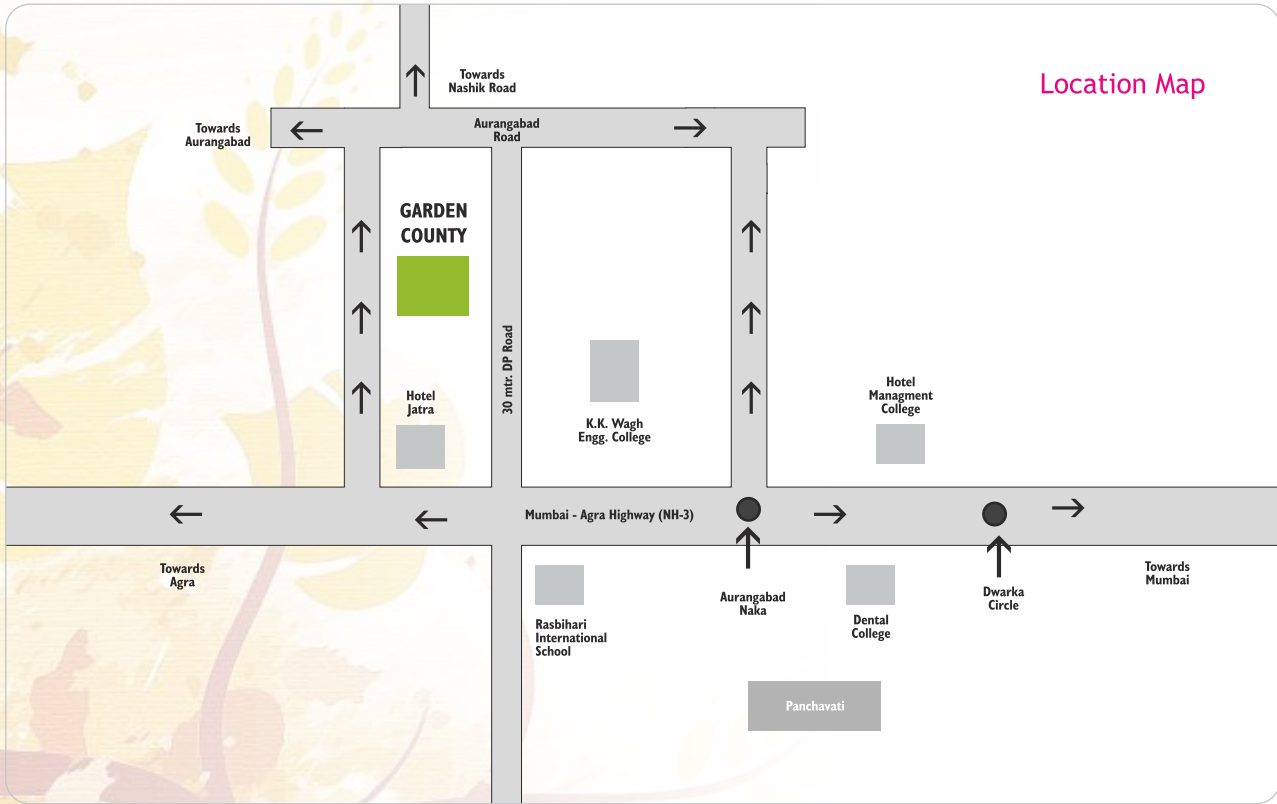 Location Map
Towards
Nashik Road
Towards
Aurangabad
Aurangabad
Road
GARDEN
COUNTY
30 mtr. DP Road
Hotel
Jatra
K.K. Wagh
Engg. College
Hotel
Managment
College
Mumbai - Agra Highway (NH-3)
Towards
Agra
Rasbihari
International
School
Aurangabad
Naka
Dental
College
Dwarka
Circle
Towards
Mumbai
Panchavati